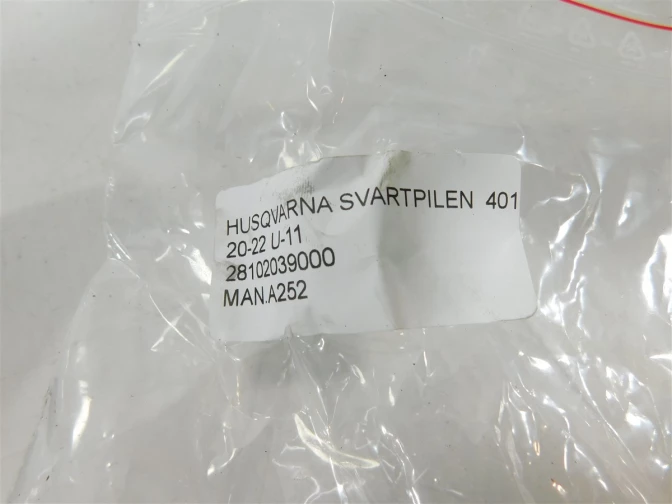 HUSQVARNA SVARTPILEN 401
20-22 U-11
28102039000
MAN.A252